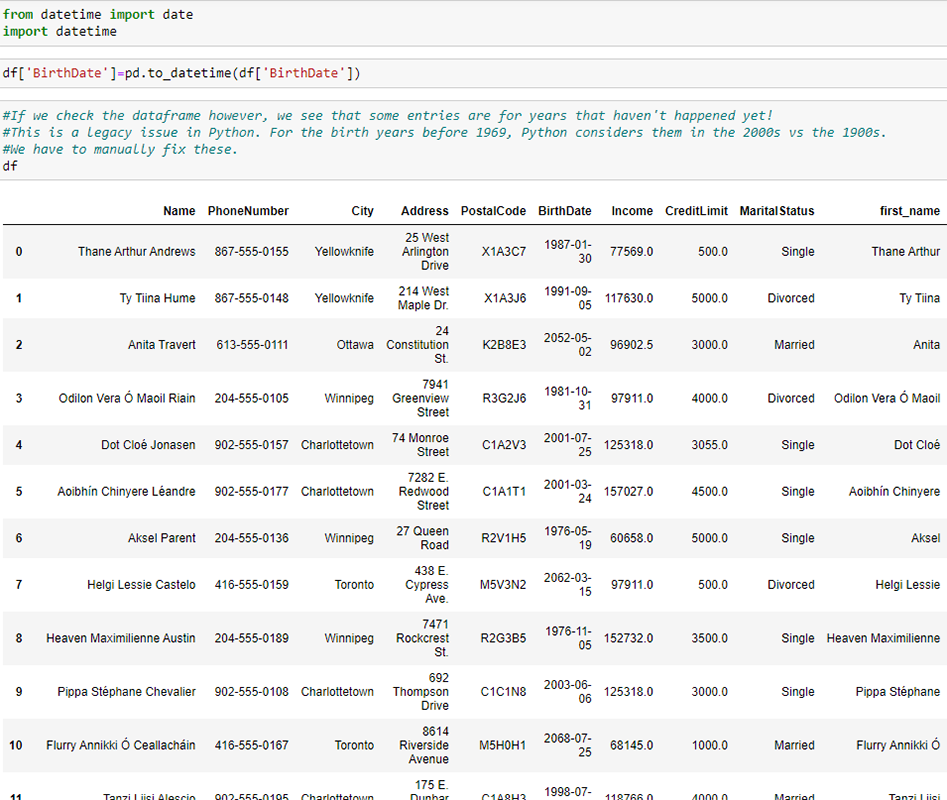 from datetime import date
import datetime
df['BirthDate']=pd.to_datetime(df['BirthDate'])
#If we check the dataframe however, we see that some entries are for years that haven't happened yet!
#This is a legacy issue in Python. For the birth years before 1969, Python considers them in the 2000s vs the 1900s.
#We have to manually fix these.
df
Name PhoneNumber City Address PostalCode BirthDate Income CreditLimit MaritalStatus first_name
0 Thane Arthur Andrews 867-555-0155 Yellowknife 25 West Arlington Drive X1A3C7 1987-01-30 77569.0 500.0 Single Thane Arthur
1 Ty Tiina Hume 867-555-0148 Yellowknife 214 West Maple Dr. X1A3J6 1991-09-05 117630.0 5000.0 Divorced Ty Tiina
2 Anita Travert 613-555-0111 Ottawa 24 Constitution St. K2B8E3 2052-05-02 96902.5 3000.0 Married Anita
3 Odilon Vera Ó Maoil Riain 204-555-0105 Winnipeg 7941 Greenview Street R3G2J6 1981-10-31 97911.0 4000.0 Divorced Odilon Vera Ó Maoil
4 Dot Cloé Jonasen 902-555-0157 Charlottetown 74 Monroe Street C1A2V3 2001-07-25 125318.0 3055.0 Single Dot Cloé
5 Aoibhín Chinyere Léandre 902-555-0177 Charlottetown 7282 E. Redwood Street C1A1T1 2001-03-24 157027.0 4500.0 Single Aoibhín Chinyere
6 Aksel Parent 204-555-0136 Winnipeg 27 Queen Road R2V1H5 1976-05-19 60658.0 5000.0 Single Aksel
7 Helgi Lessie Castelo 416-555-0159 Toronto 438 E. Cypress Ave. M5V3N2 2062-03-15 97911.0 500.0 Divorced Helgi Lessie
8 Heaven Maximilienne Austin 204-555-0189 Winnipeg 7471 Rockcrest St. R2G3B5 1976-11-05 152732.0 3500.0 Single Heaven Maximilienne
9 Pippa Stéphane Chevalier 902-555-0108 Charlottetown 692 Thompson Drive C1C1N8 2003-06-06 125318.0 3000.0 Single Pippa Stéphane
10 Flurry Annikki Ó Ceallacháin 416-555-0167 Toronto 8614 Riverside Avenue M5H0H1 2068-07-25 68145.0 1000.0 Married Flurry Annikki Ó
11 Tanzi Liisi Alescio 902-555-0195 Charlottetown 175 E. Dunbar C1A8H3 1998-07- 118766.0 4000.0 Married Tanzi Liisi